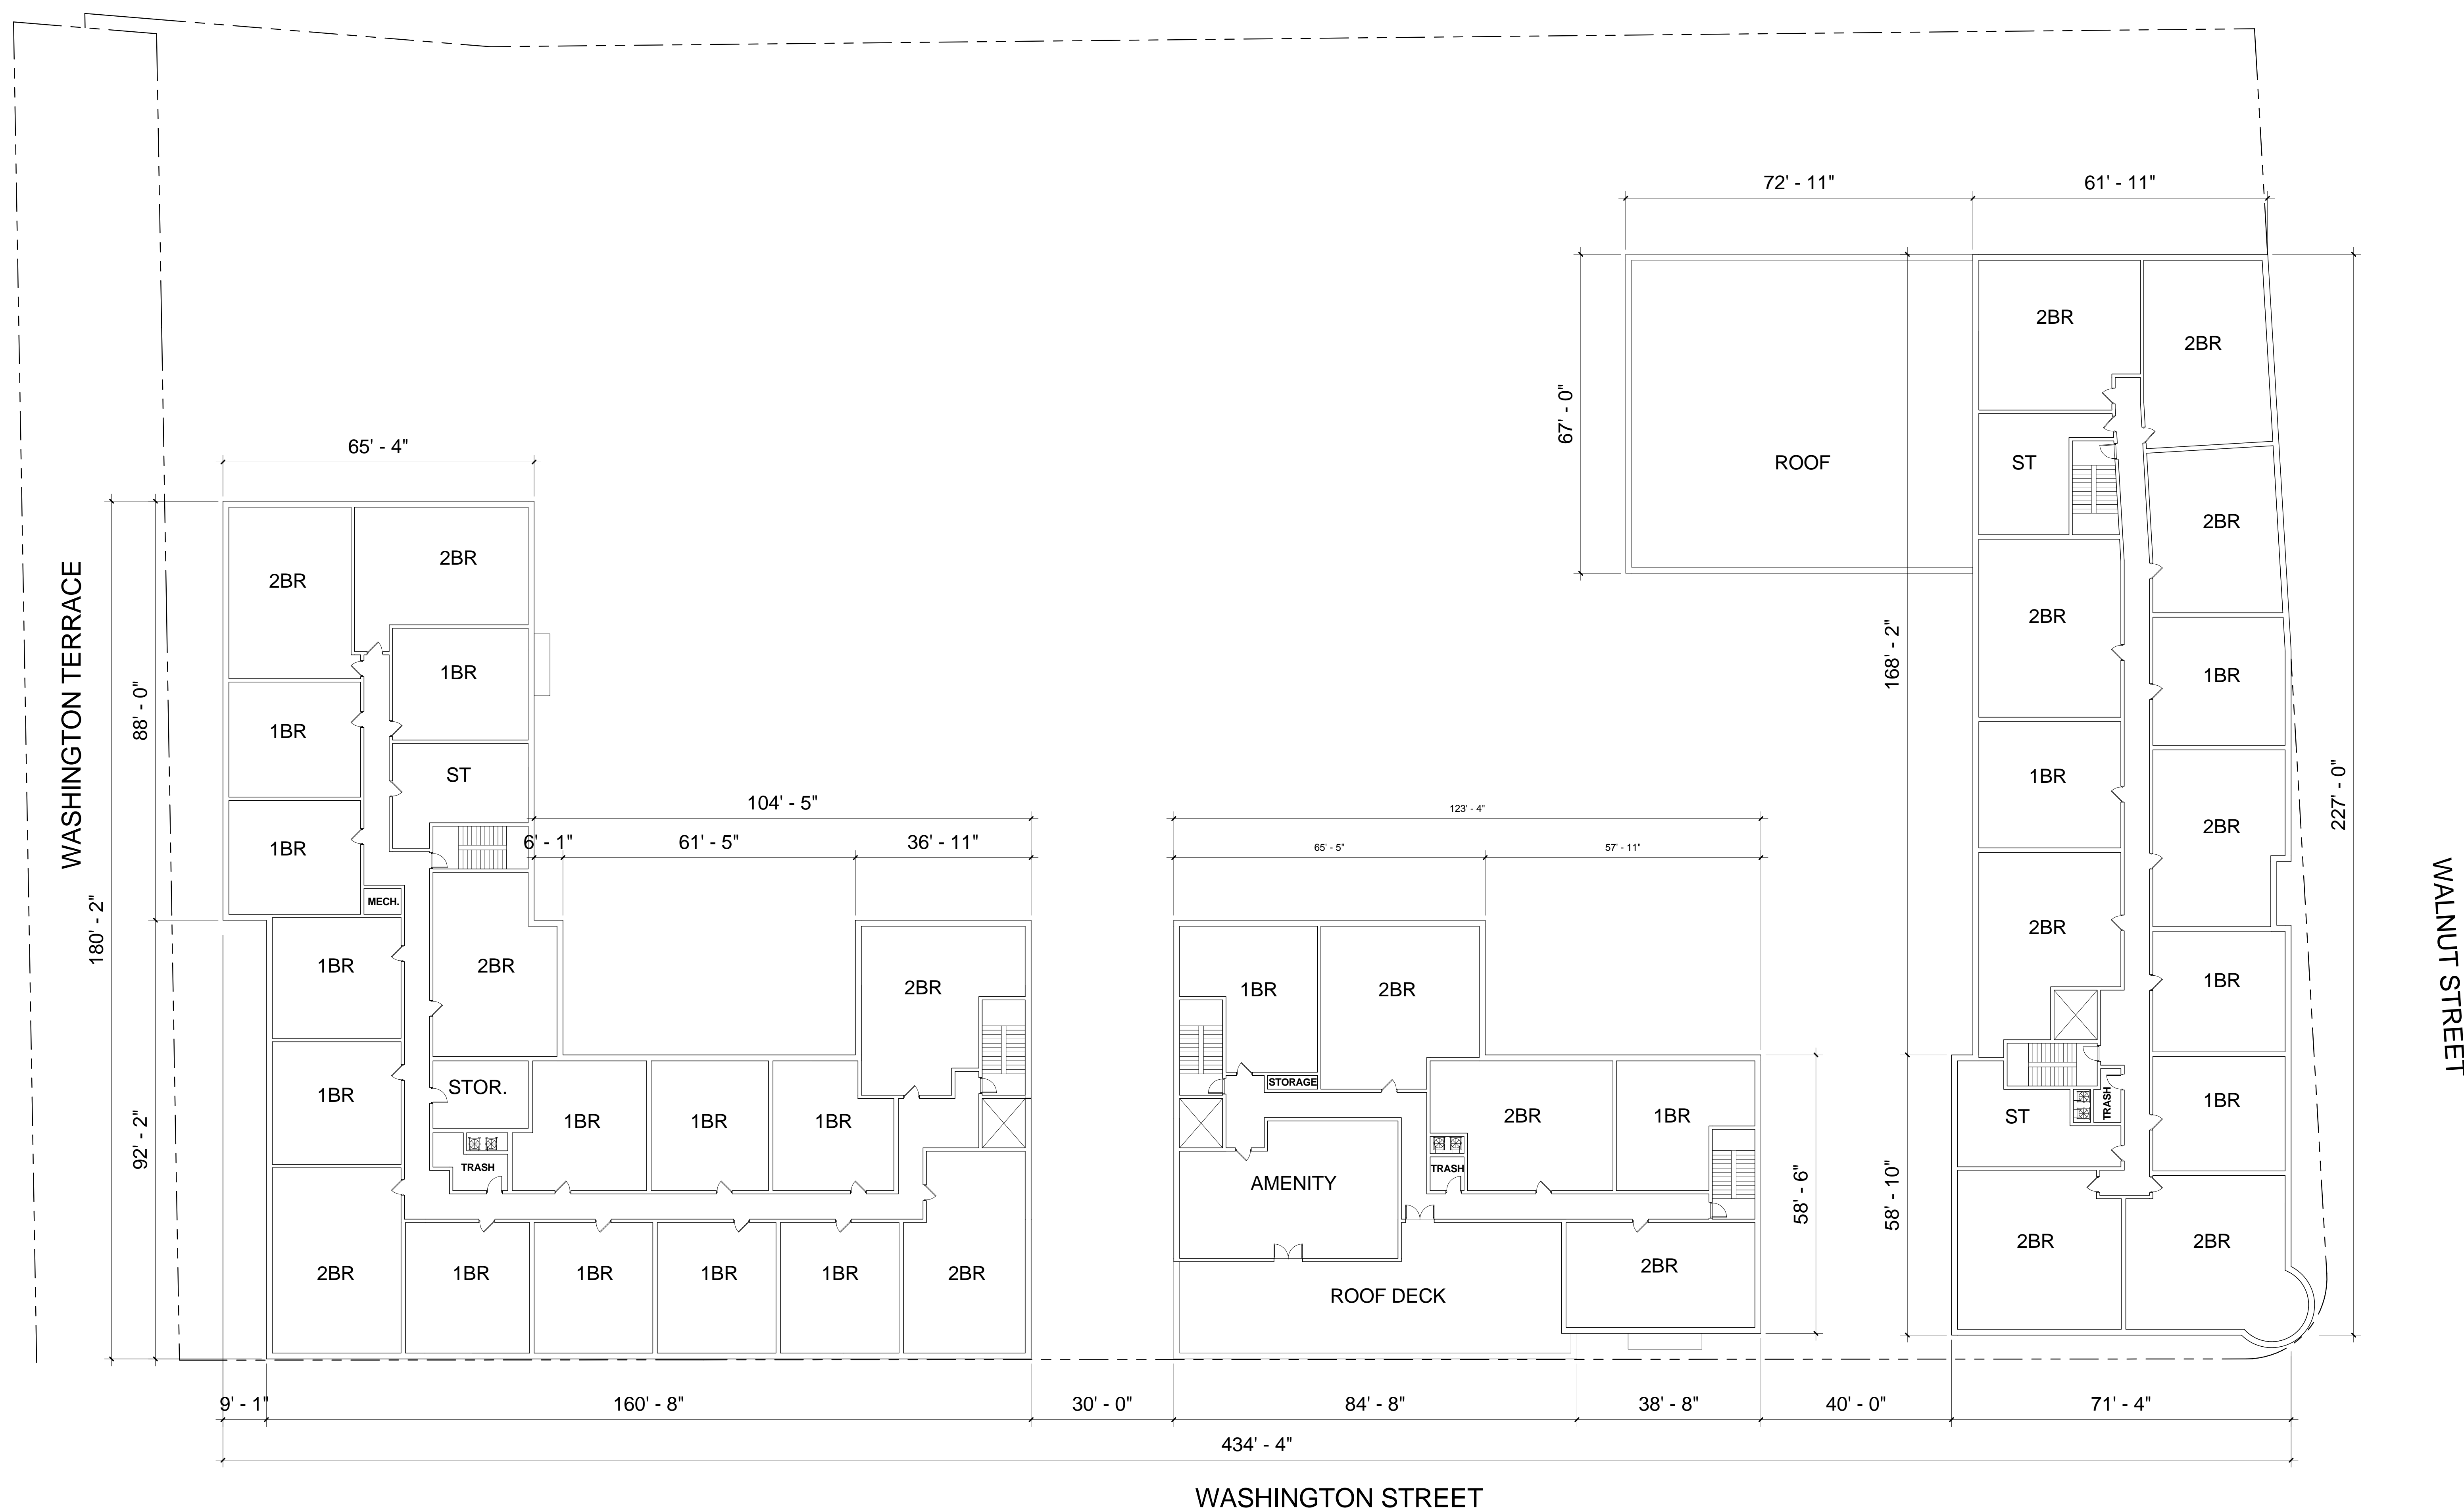 72' - 11"
61' - 11"
2BR
2BR
67' - 0"
ROOF
ST
2BR
168' - 2"
2BR
1BR
1BR
2BR
227' - 0"
2BR
1BR
1BR
ST
TRASH
58' - 10"
2BR
2BR
WALNUT STREET
65' - 4"
WASHINGTON TERRACE
88' - 0"
180' - 2"
92' - 2"
2BR
2BR
1BR
1BR
ST
1BR
104' - 5"
6' - 1"
61' - 5"
36' - 11"
MECH.
1BR
2BR
2BR
1BR
STOR.
1BR
1BR
1BR
TRASH
2BR
1BR
1BR
1BR
1BR
2BR
123' - 4"
65' - 5"
57' - 11"
1BR
2BR
STORAGE
2BR
1BR
AMENITY
TRASH
58' - 6"
ROOF DECK
2BR
9' - 1"
160' - 8"
30' - 0"
84' - 8"
38' - 8"
40' - 0"
71' - 4"
434' - 4"
WASHINGTON STREET